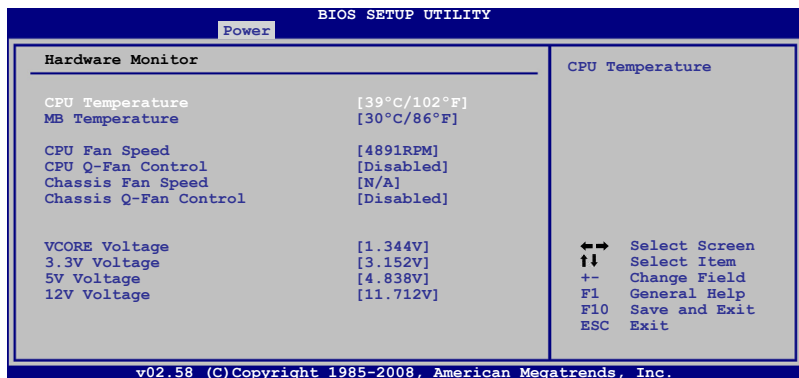 BIOS SETUP UTILITY
Power
Hardware Monitor
CPU Temperature [39°C/102°F]
MB Temperature [30°C/86°F]
CPU Fan Speed [4891RPM]
CPU Q-Fan Control [Disabled]
Chassis Fan Speed [N/A]
Chassis Q-Fan Control [Disabled]
VCORE Voltage [1.344V]
3.3V Voltage [3.152V]
5V Voltage [4.838V]
12V Voltage [11.712V]
CPU Temperature
←→ Select Screen
↑↓ Select Item
+- Change Field
F1 General Help
F10 Save and Exit
ESC Exit
v02.58 (C)Copyright 1985-2008, American Megatrends, Inc.